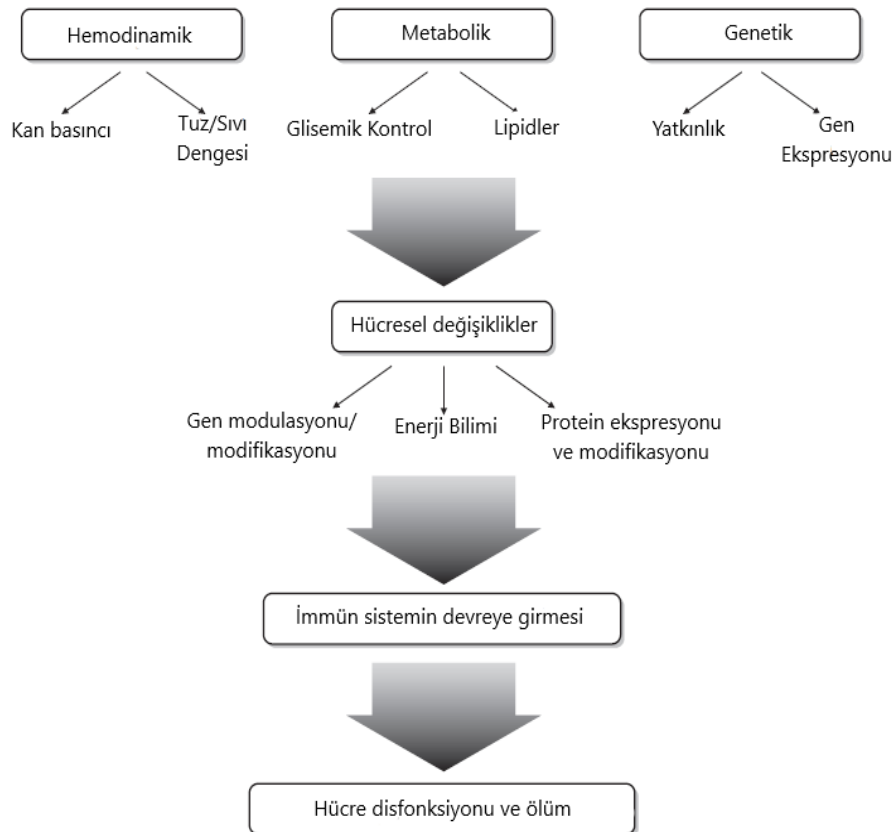 Hemodinamik
Metabolik
Genetik
Kan basıncı
Tuz/Sıvı
Dengesi
Glisemik Kontrol
Lipidler
Yatkınlık
Gen
Ekspresyonu
Hücresel değişiklikler
Gen modulasyonu/
modifikasyonu
Enerji Bilimi
Protein ekspresyonu
ve modifikasyonu
İmmün sistemin devreye girmesi
Hücre disfonksiyonu ve ölüm